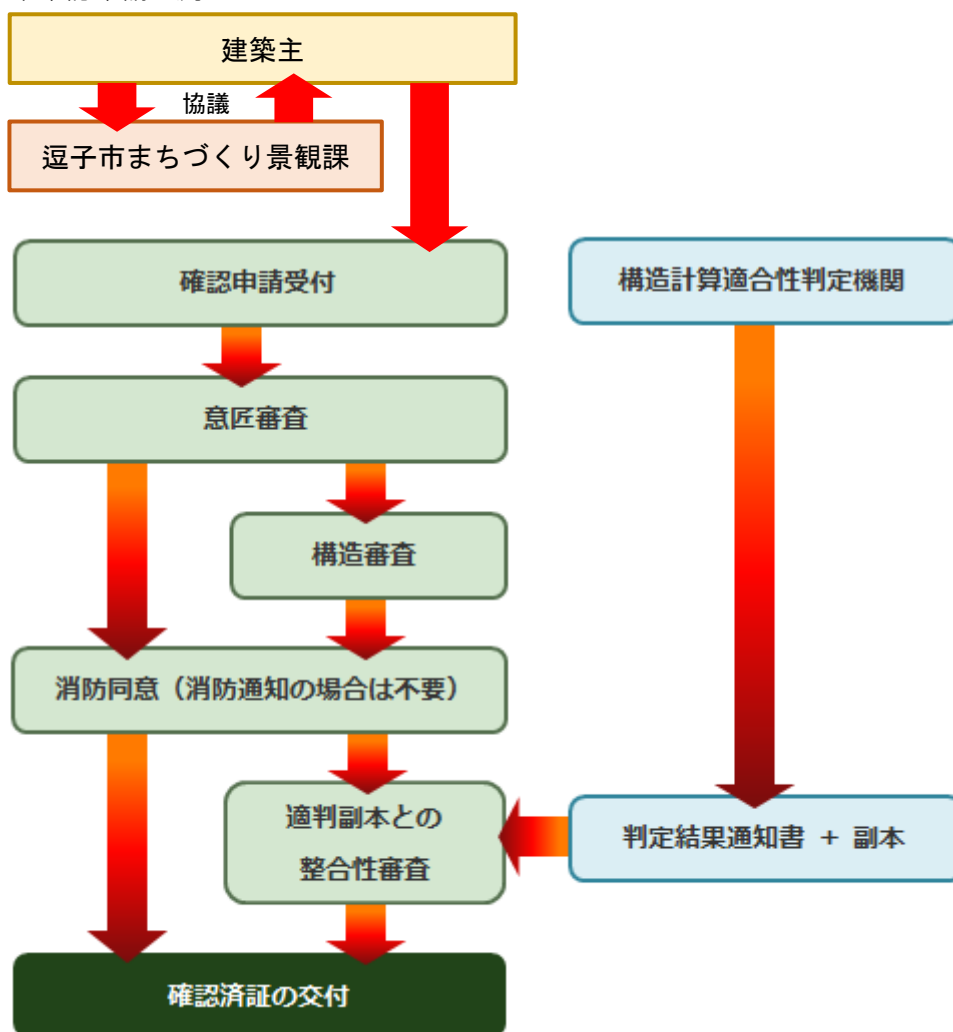 建築主
協議
逗子市まちづくり景観課
確認申請受付
構造計算適合性判定機関
意匠審査
構造審査
消防同意（消防通知の場合は不要）
適判副本との
整合性審査
判定結果通知書 + 副本
確認済証の交付